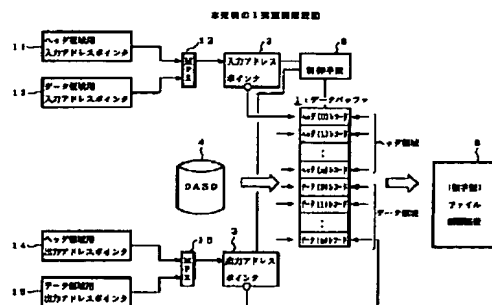 本発明の1実施例構成図
11
ヘッダ領域用
入力アドレスポインタ
12
データ領域用
入力アドレスポインタ
13
MPX
2
入力アドレス
ポインタ
6
制御手段
1:データバッファ
ヘッダ(0)レコード
ヘッダ(1)レコード
ヘッダ(m)レコード
データ(0)レコード
データ(1)レコード
データ(m)レコード
ヘッダ領域
データ領域
4
DASD
5
(相手側)
ファイル
制御装置
14
ヘッダ領域用
出力アドレスポインタ
15
データ領域用
出力アドレスポインタ
MPX
3
出力アドレス
ポインタ